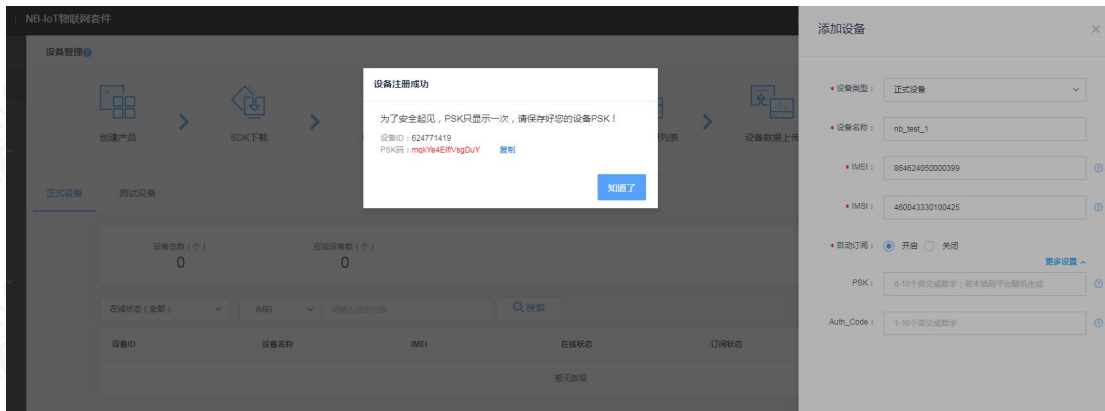 NB-IoT物联网套件
设备管理
创建产品
SDK下载
列表
设备数据上传
正式设备 测试设备
设备总数(个) 在线设备数(个)
0 0
在线状态(全部) IMEI 请输入搜索内容 搜索
设备ID 设备名称 IMEI 在线状态 订阅状态
暂无数据
设备注册成功
为了安全起见,PSK只显示一次,请保存好您的设备PSK!
设备ID:624771419
PSK码:mqkYe4EIflVsgDuY 复制
知道了
添加设备
* 设备类型: 正式设备
* 设备名称: nb_test_1
* IMEI: 864624050000399
* IMSI: 460043330100425
* 自动订阅: 开启 关闭
更多设置
PSK: 8-16个英文或数字;若未填则平台随机生成
Auth_Code: 1-16个英文或数字